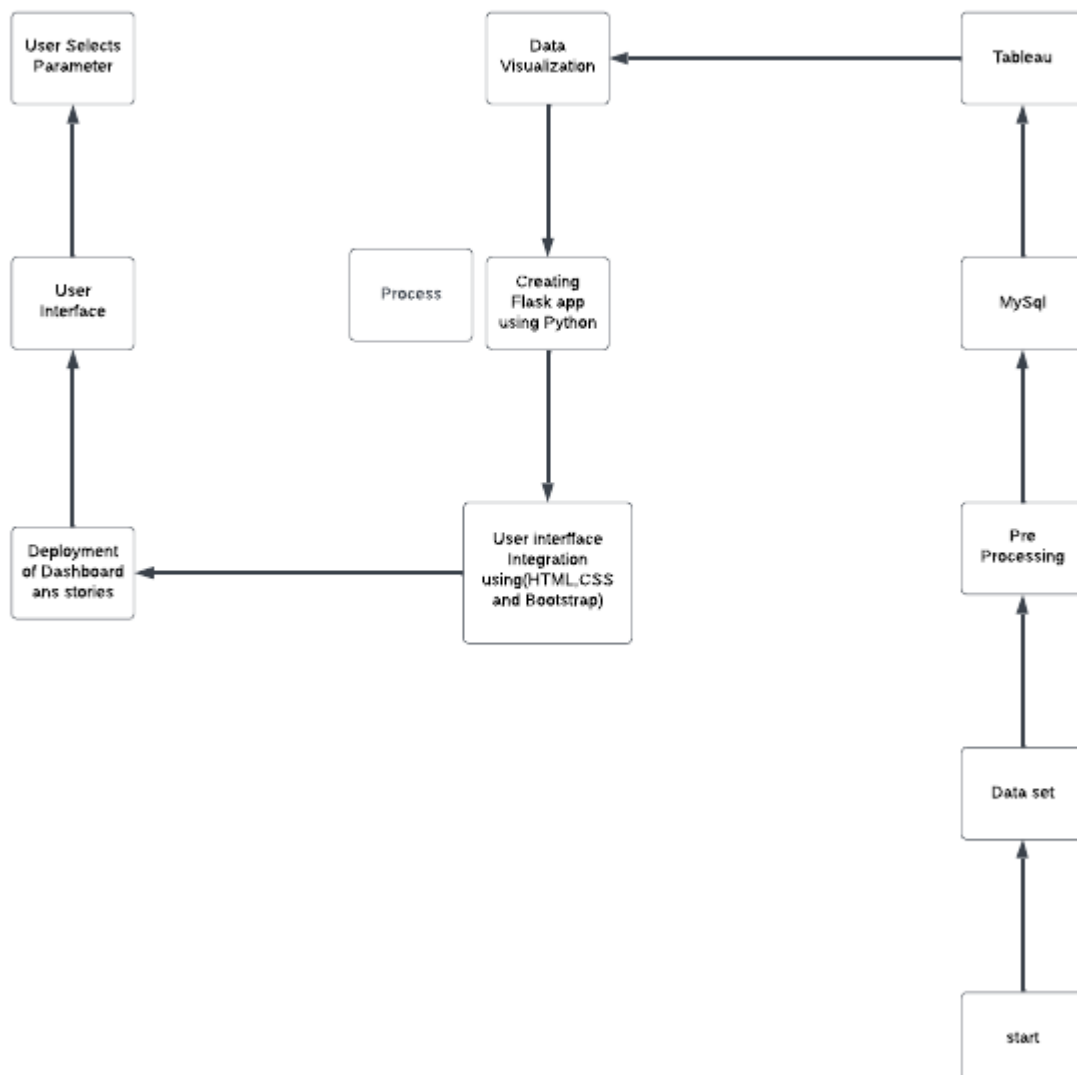 User Selects
Parameter
Data
Visualization
Tableau
User
Interface
Process
Creating
Flask app
using Python
MySql
Deployment
of Dashboard
ans stories
User interfface
Integration
using(HTML,CSS
and Bootstrap)
Pre
Processing
Data set
start